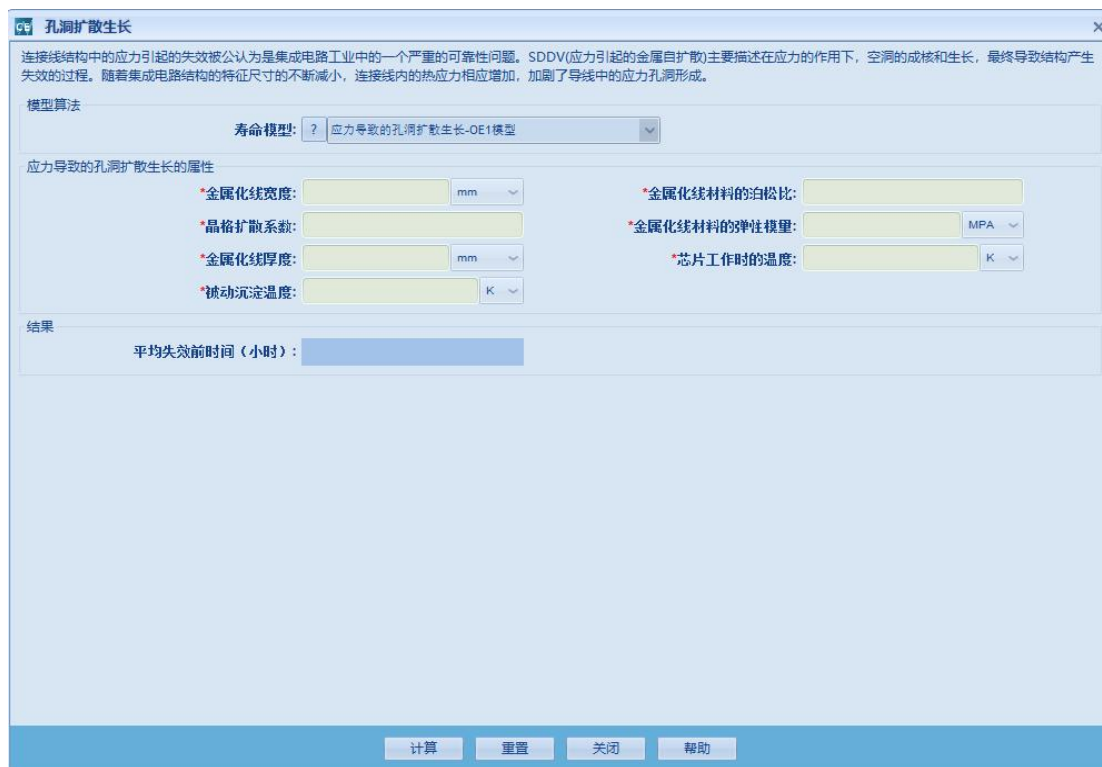 孔洞扩散生长
连接线结构中的应力引起的失效被公认为是集成电路工业中的一个严重的可靠性问题。SDDV(应力引起的金属自扩散)主要描述在应力的作用下，空洞的成核和生长，最终导致结构产生
失效的过程。随着集成电路结构的特征尺寸的不断减小，连接线内的热应力相应增加，加剧了导线中的应力孔洞形成。
模型算法
寿命模型: ? 应力导致的孔洞扩散生长-OE1模型
应力导致的孔洞扩散生长的属性
*金属化线宽度: mm *金属化线材料的泊松比:
*晶格扩散系数: *金属化线材料的弹性模量: MPA
*金属化线厚度: mm *芯片工作时的温度: K
*被动沉淀温度: K
结果
平均失效前时间（小时）:
计算 重置 关闭 帮助